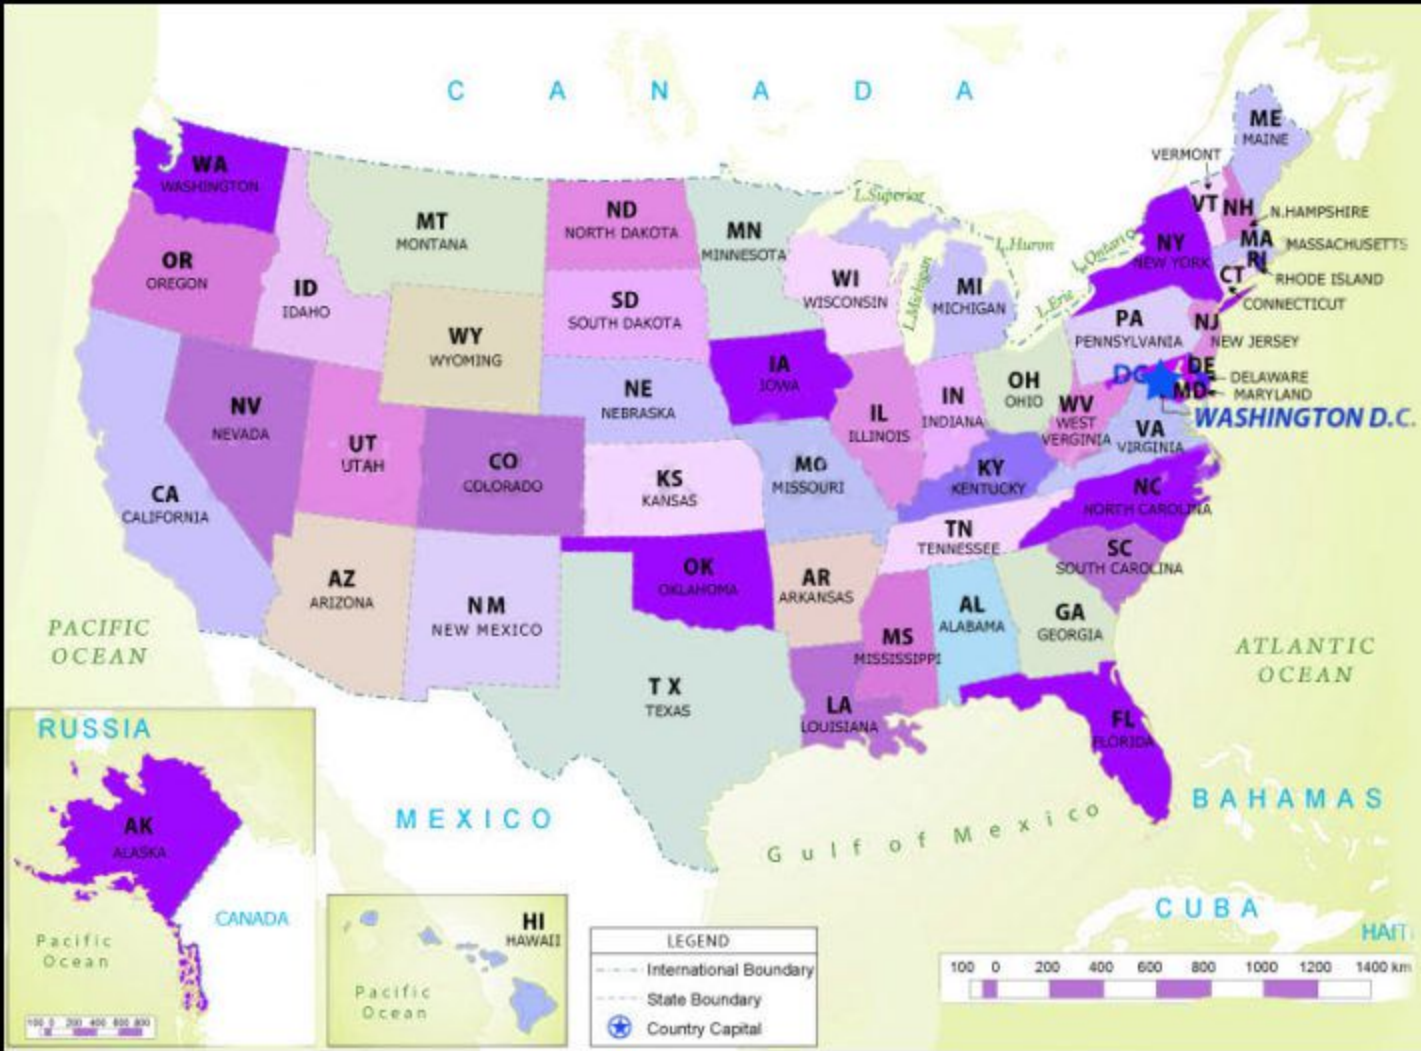 C A N A D A
WA
WASHINGTON
OR
OREGON
CA
CALIFORNIA
ID
IDAHO
NV
NEVADA
MT
MONTANA
WY
WYOMING
UT
UTAH
CO
COLORADO
AZ
ARIZONA
NM
NEW MEXICO
ND
NORTH DAKOTA
SD
SOUTH DAKOTA
NE
NEBRASKA
KS
KANSAS
OK
OKLAHOMA
TX
TEXAS
MN
MINNESOTA
IA
IOWA
MO
MISSOURI
AR
ARKANSAS
LA
LOUISIANA
WI
WISCONSIN
IL
ILLINOIS
MS
MISSISSIPPI
MI
MICHIGAN
IN
INDIANA
OH
OHIO
KY
KENTUCKY
TN
TENNESSEE
AL
ALABAMA
GA
GEORGIA
FL
FLORIDA
SC
SOUTH CAROLINA
NC
NORTH CAROLINA
VA
VIRGINIA
WV
WEST
VERGINIA
PA
PENNSYLVANIA
NY
NEW YORK
VERMONT
VT
NH
N.HAMPSHIRE
ME
MAINE
MA
MASSACHUSETTS
RI
RHODE ISLAND
CT
CONNECTICUT
NJ
NEW JERSEY
DE
DELAWARE
MD
MARYLAND
DC
WASHINGTON D.C.
L.Superior
L.Huron
L.Michigan
L.Ontario
L.Erie
PACIFIC
OCEAN
ATLANTIC
OCEAN
MEXICO
Gulf of Mexico
BAHAMAS
CUBA
HAITI
RUSSIA
AK
ALASKA
CANADA
Pacific
Ocean
100 0 200 400 600 800
HI
HAWAII
Pacific
Ocean
LEGEND
International Boundary
State Boundary
Country Capital
100 0 200 400 600 800 1000 1200 1400 km